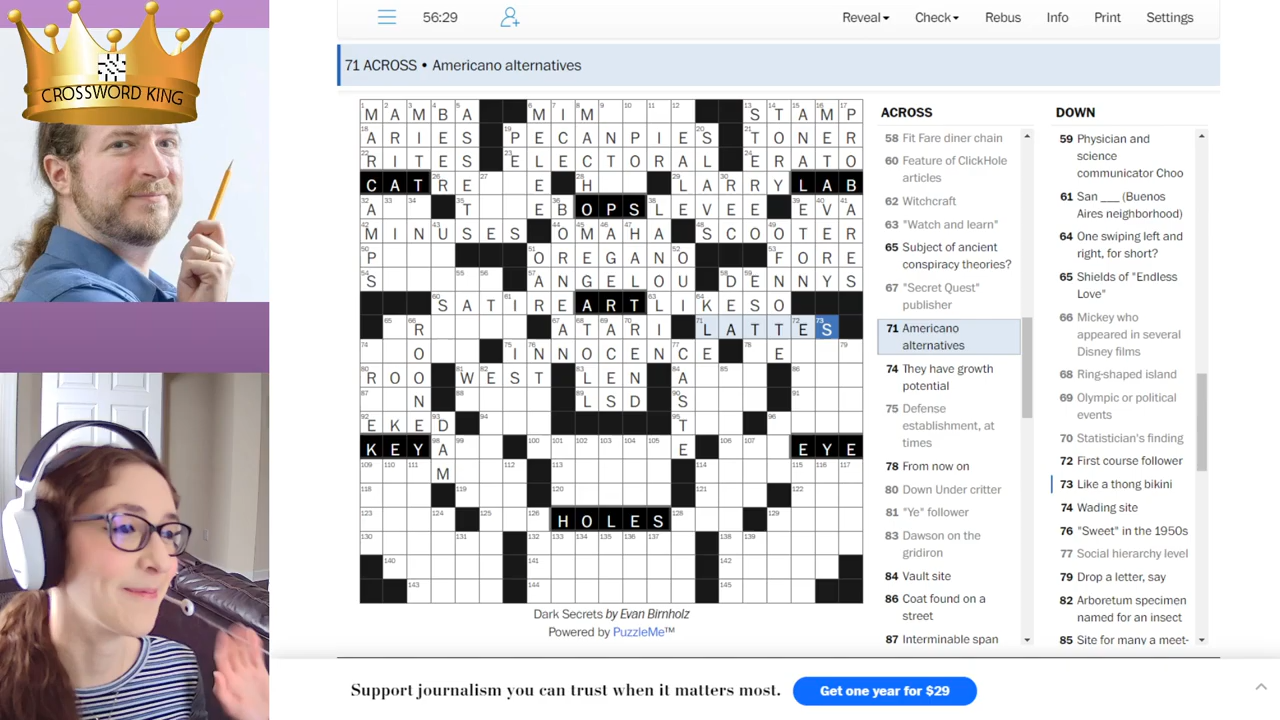 CROSSWORD KING
56:29
Reveal
Check
Rebus
Info
Print
Settings
71 ACROSS • Americano alternatives
MAMBA MIM STAMP
ARIES PECANPIES TONER
RITES ELECTORAL ERATO
CAT RE E H LARRY LAB
A T EB OPS LEVEE EVA
MINUSES OMAHA SCOOTER
P OREGANO FORE
S ANGELOU DENNYS
SATIRE ART LIKESO
R ATARI LATTES
O INNOCENCE E
ROO WEST LEN A
N LSD S
EKED T
KEY A E EYE
M
HOLES
Dark Secrets by Evan Birnholz
Powered by PuzzleMe™
ACROSS
58 Fit Fare diner chain
60 Feature of ClickHole
articles
62 Witchcraft
63 "Watch and learn"
65 Subject of ancient
conspiracy theories?
67 "Secret Quest"
publisher
71 Americano
alternatives
74 They have growth
potential
75 Defense
establishment, at
times
78 From now on
80 Down Under critter
81 "Ye" follower
83 Dawson on the
gridiron
84 Vault site
86 Coat found on a
street
87 Interminable span
DOWN
59 Physician and
science
communicator Choo
61 San ___ (Buenos
Aires neighborhood)
64 One swiping left and
right, for short?
65 Shields of "Endless
Love"
66 Mickey who
appeared in several
Disney films
68 Ring-shaped island
69 Olympic or political
events
70 Statistician's finding
72 First course follower
73 Like a thong bikini
74 Wading site
76 "Sweet" in the 1950s
77 Social hierarchy level
79 Drop a letter, say
82 Arboretum specimen
named for an insect
85 Site for many a meet-
Support journalism you can trust when it matters most.
Get one year for $29